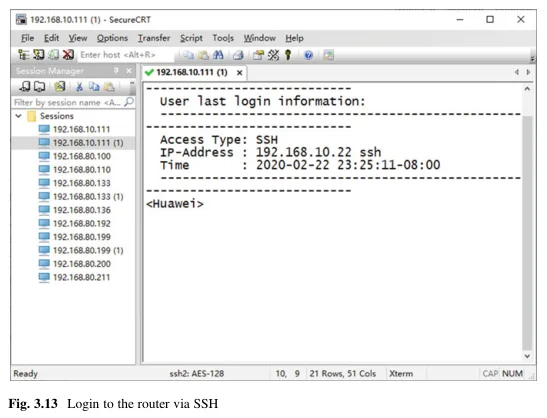 192.168.10.111 (1) - SecureCRT
File Edit View Options Transfer Script Tools Window Help
Enter host <Alt+R>
Session Manager
192.168.10.111 (1)
Filter by session name <A...
Sessions
192.168.10.111
192.168.10.111 (1)
192.168.80.100
192.168.80.110
192.168.80.133
192.168.80.133 (1)
192.168.80.136
192.168.80.192
192.168.80.199
192.168.80.199 (1)
192.168.80.200
192.168.80.211
-----------------------------
User last login information:
-----------------------------------------------------
-----------------------------
Access Type: SSH
IP-Address : 192.168.10.22 ssh
Time : 2020-02-22 23:25:11-08:00
-----------------------------------------------------
-----------------------------
<Huawei>
Ready ssh2: AES-128 10, 9 21 Rows, 51 Cols Xterm CAP NUM
Fig. 3.13 Login to the router via SSH